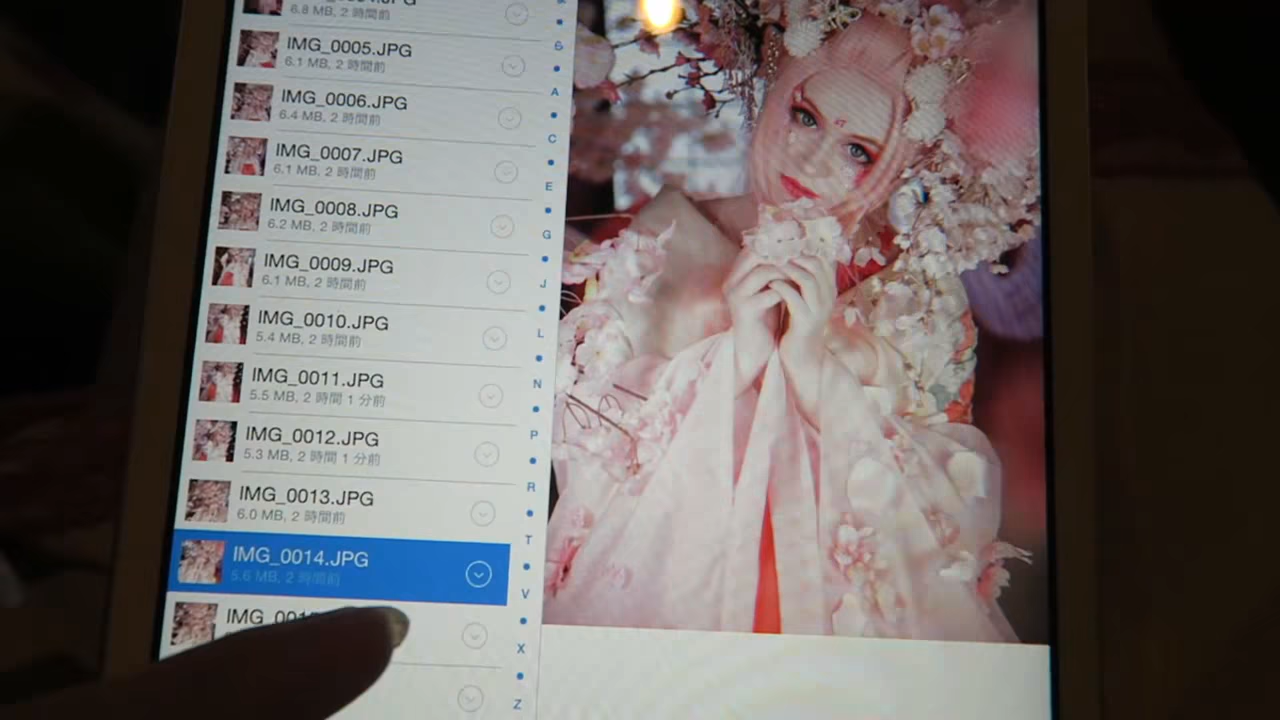 6.8 MB, 2 時間前
IMG_0005.JPG
6.1 MB, 2 時間前
IMG_0006.JPG
6.4 MB, 2 時間前
IMG_0007.JPG
6.1 MB, 2 時間前
IMG_0008.JPG
6.2 MB, 2 時間前
IMG_0009.JPG
6.1 MB, 2 時間前
IMG_0010.JPG
5.4 MB, 2 時間前
IMG_0011.JPG
5.5 MB, 2 時間 1 分前
IMG_0012.JPG
5.3 MB, 2 時間 1 分前
IMG_0013.JPG
6.0 MB, 2 時間前
IMG_0014.JPG
5.6 MB, 2 時間前
&
A
C
E
G
J
L
N
P
R
T
V
X
Z